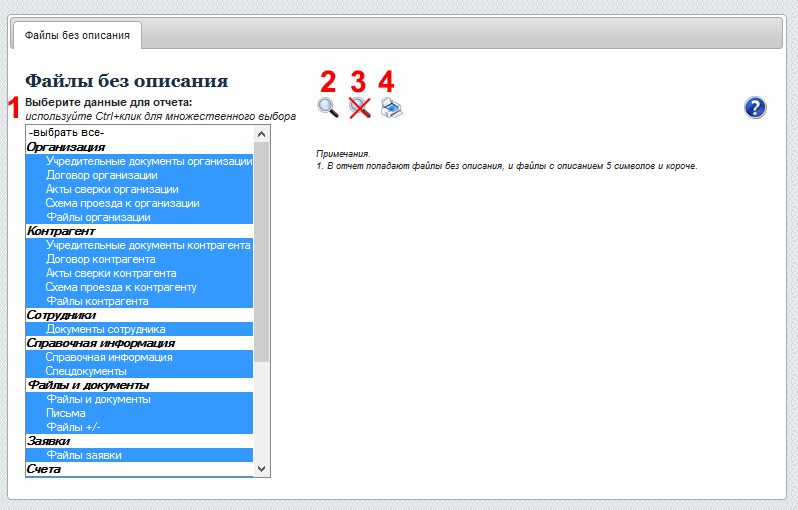 Файлы без описания
Файлы без описания
2 3 4
1 Выберите данные для отчета:
используйте Ctrl+клик для множественного выбора
?
-выбрать все-
Организация
Учредительные документы организации
Договор организации
Акты сверки организации
Схема проезда к организации
Файлы организации
Контрагент
Учредительные документы контрагента
Договор контрагента
Акты сверки контрагента
Схема проезда к контрагенту
Файлы контрагента
Сотрудники
Документы сотрудника
Справочная информация
Справочная информация
Спецдокументы
Файлы и документы
Файлы и документы
Письма
Файлы +/-
Заявки
Файлы заявки
Счета
Примечания.
1. В отчет попадают файлы без описания, и файлы с описанием 5 символов и короче.